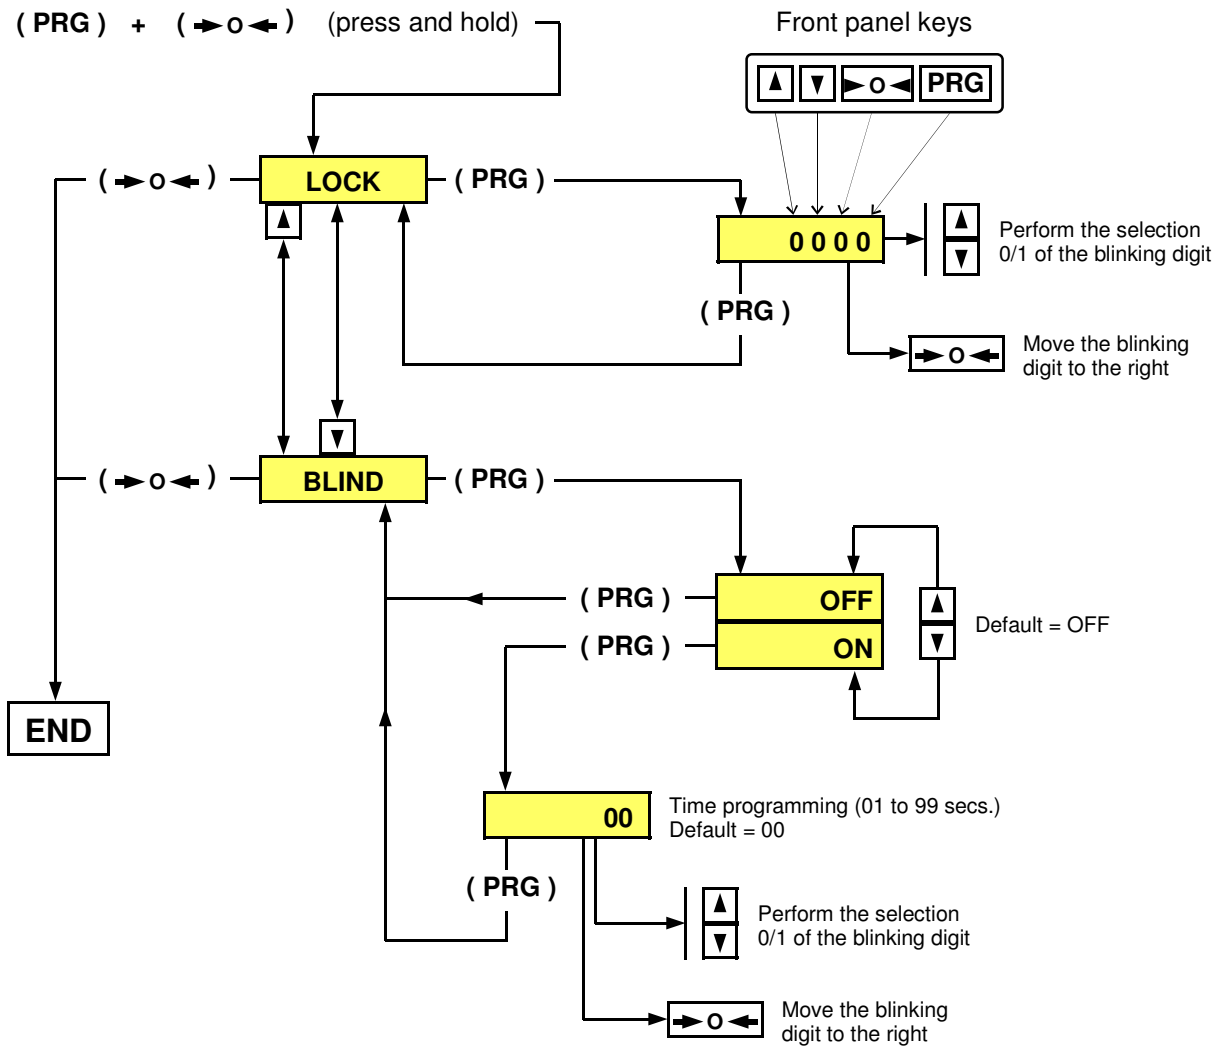 ( PRG ) + ( ➔ O ← ) (press and hold)
Front panel keys
▲ ▼ ►O◄ PRG
( ➔ O ← ) LOCK ( PRG )
▲
0 0 0 0
▲
▼
Perform the selection
0/1 of the blinking digit
( PRG )
➔ O ←
Move the blinking
digit to the right
▼
( ➔ O ← ) BLIND ( PRG )
( PRG ) OFF
( PRG ) ON
▲
▼
Default = OFF
END
00
Time programming (01 to 99 secs.)
Default = 00
( PRG )
▲
▼
Perform the selection
0/1 of the blinking digit
➔ O ←
Move the blinking
digit to the right